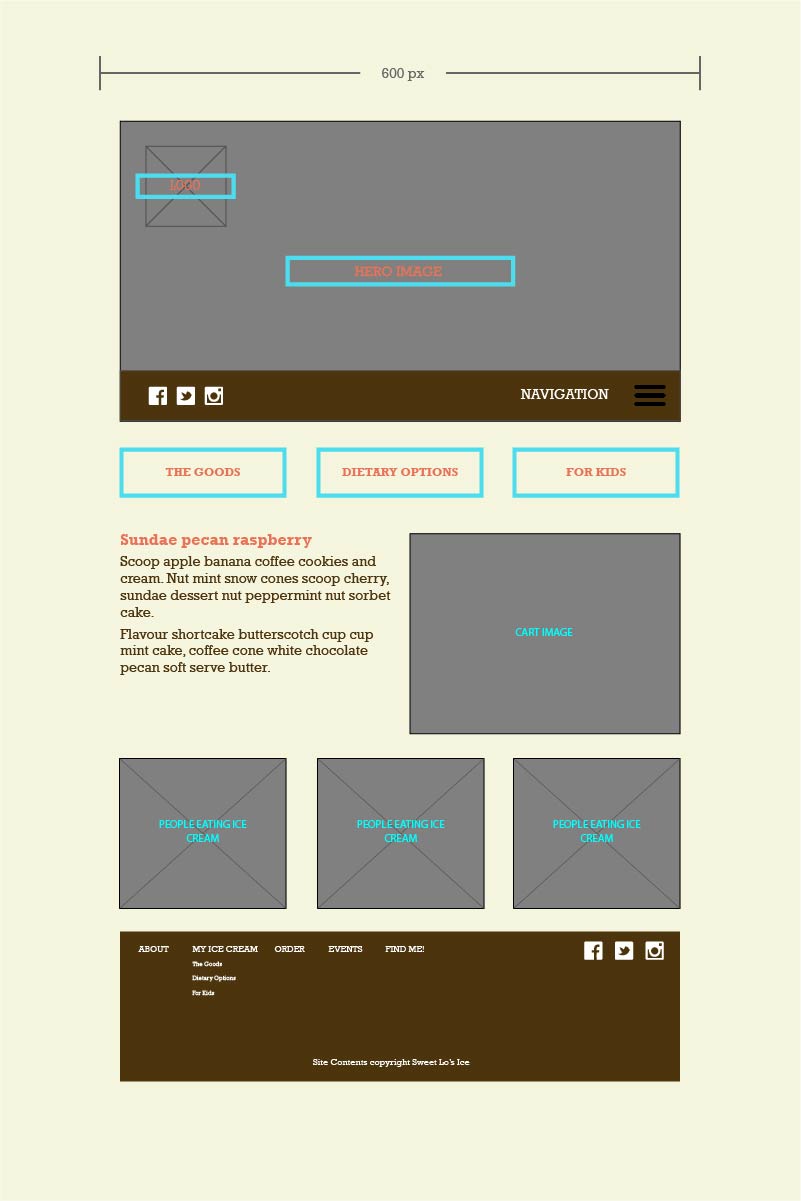 600 px
LOGO
HERO IMAGE
NAVIGATION
THE GOODS
DIETARY OPTIONS
FOR KIDS
Sundae pecan raspberry
Scoop apple banana coffee cookies and
cream. Nut mint snow cones scoop cherry,
sundae dessert nut peppermint nut sorbet
cake.
Flavour shortcake butterscotch cup cup
mint cake, coffee cone white chocolate
pecan soft serve butter.
CART IMAGE
PEOPLE EATING ICE
CREAM
PEOPLE EATING ICE
CREAM
PEOPLE EATING ICE
CREAM
ABOUT
MY ICE CREAM
The Goods
Dietary Options
For Kids
ORDER
EVENTS
FIND ME!
Site Contents copyright Sweet Lo's Ice